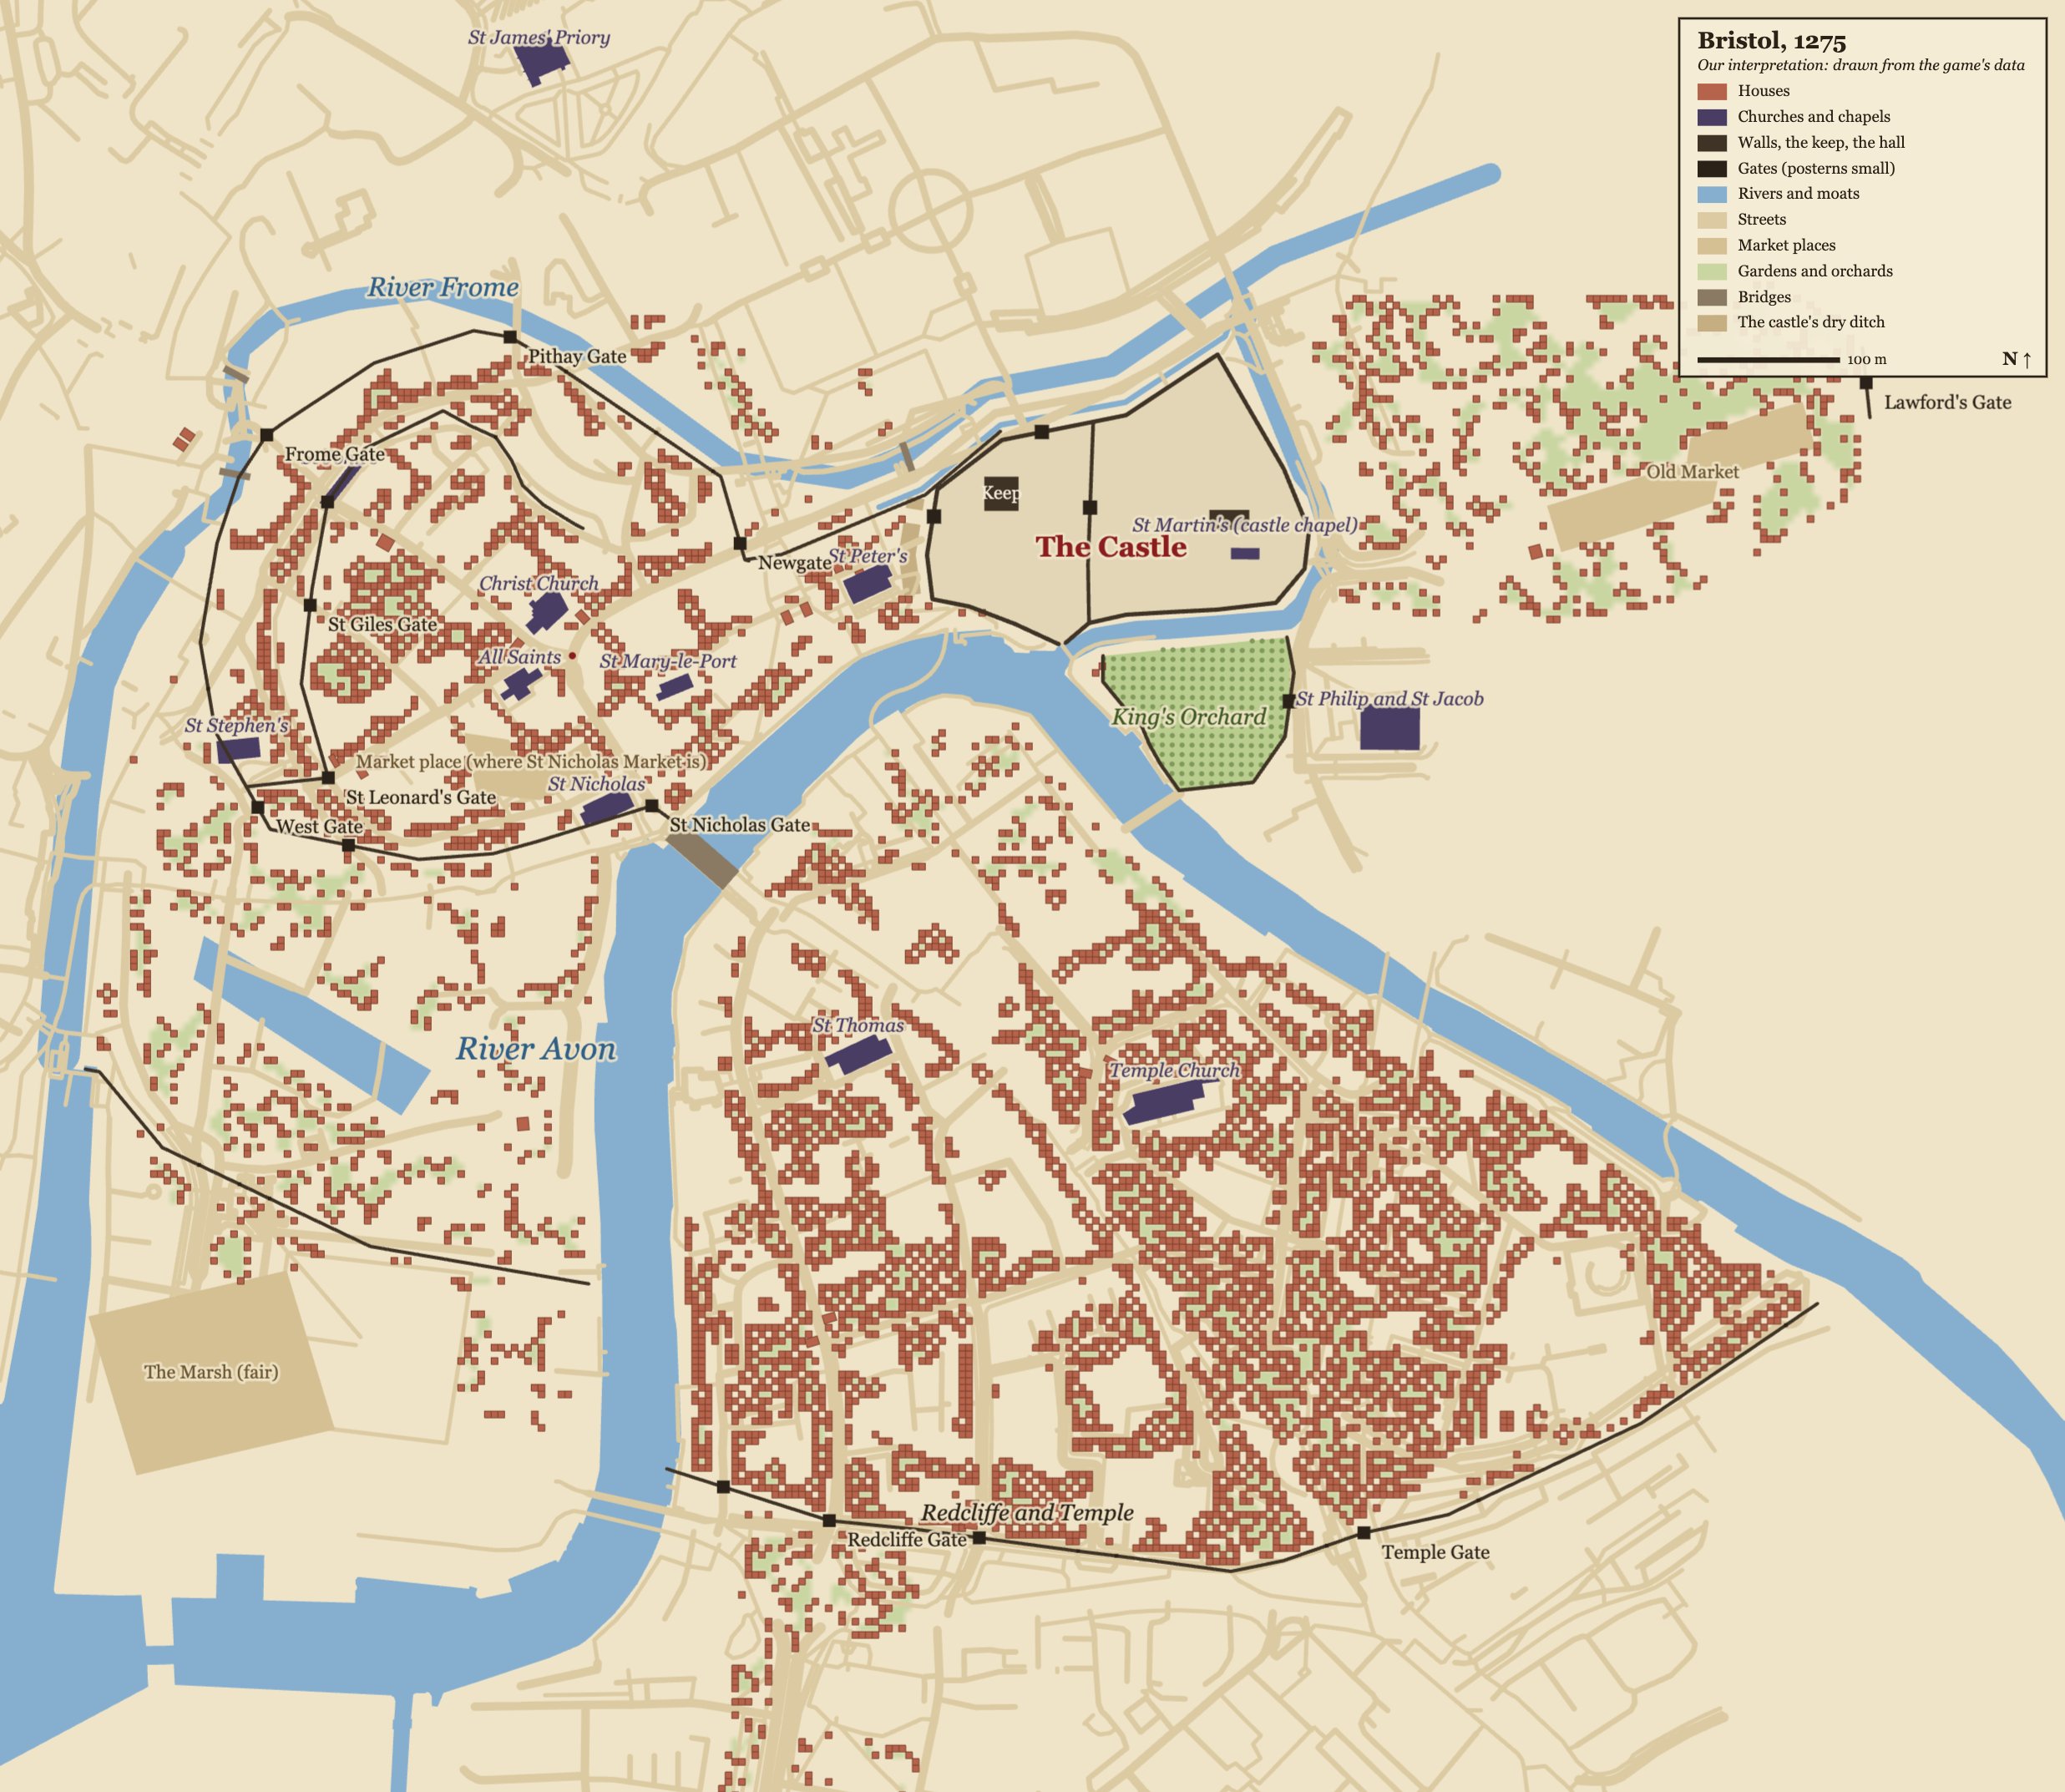 St James' Priory
Bristol, 1275
Our interpretation: drawn from the game's data
Houses
Churches and chapels
Walls, the keep, the hall
Gates (posterns small)
Rivers and moats
Streets
Market places
Gardens and orchards
Bridges
The castle's dry ditch
100 m
N ↑
River Frome
Pithay Gate
Lawford's Gate
Frome Gate
Old Market
Keep
St Martin's (castle chapel)
The Castle
Newgate
St Peter's
Christ Church
St Giles Gate
All Saints
St Mary-le-Port
St Philip and St Jacob
King's Orchard
St Stephen's
Market place (where St Nicholas Market is)
St Nicholas
St Leonard's Gate
West Gate
St Nicholas Gate
St Thomas
River Avon
Temple Church
The Marsh (fair)
Redcliffe and Temple
Redcliffe Gate
Temple Gate